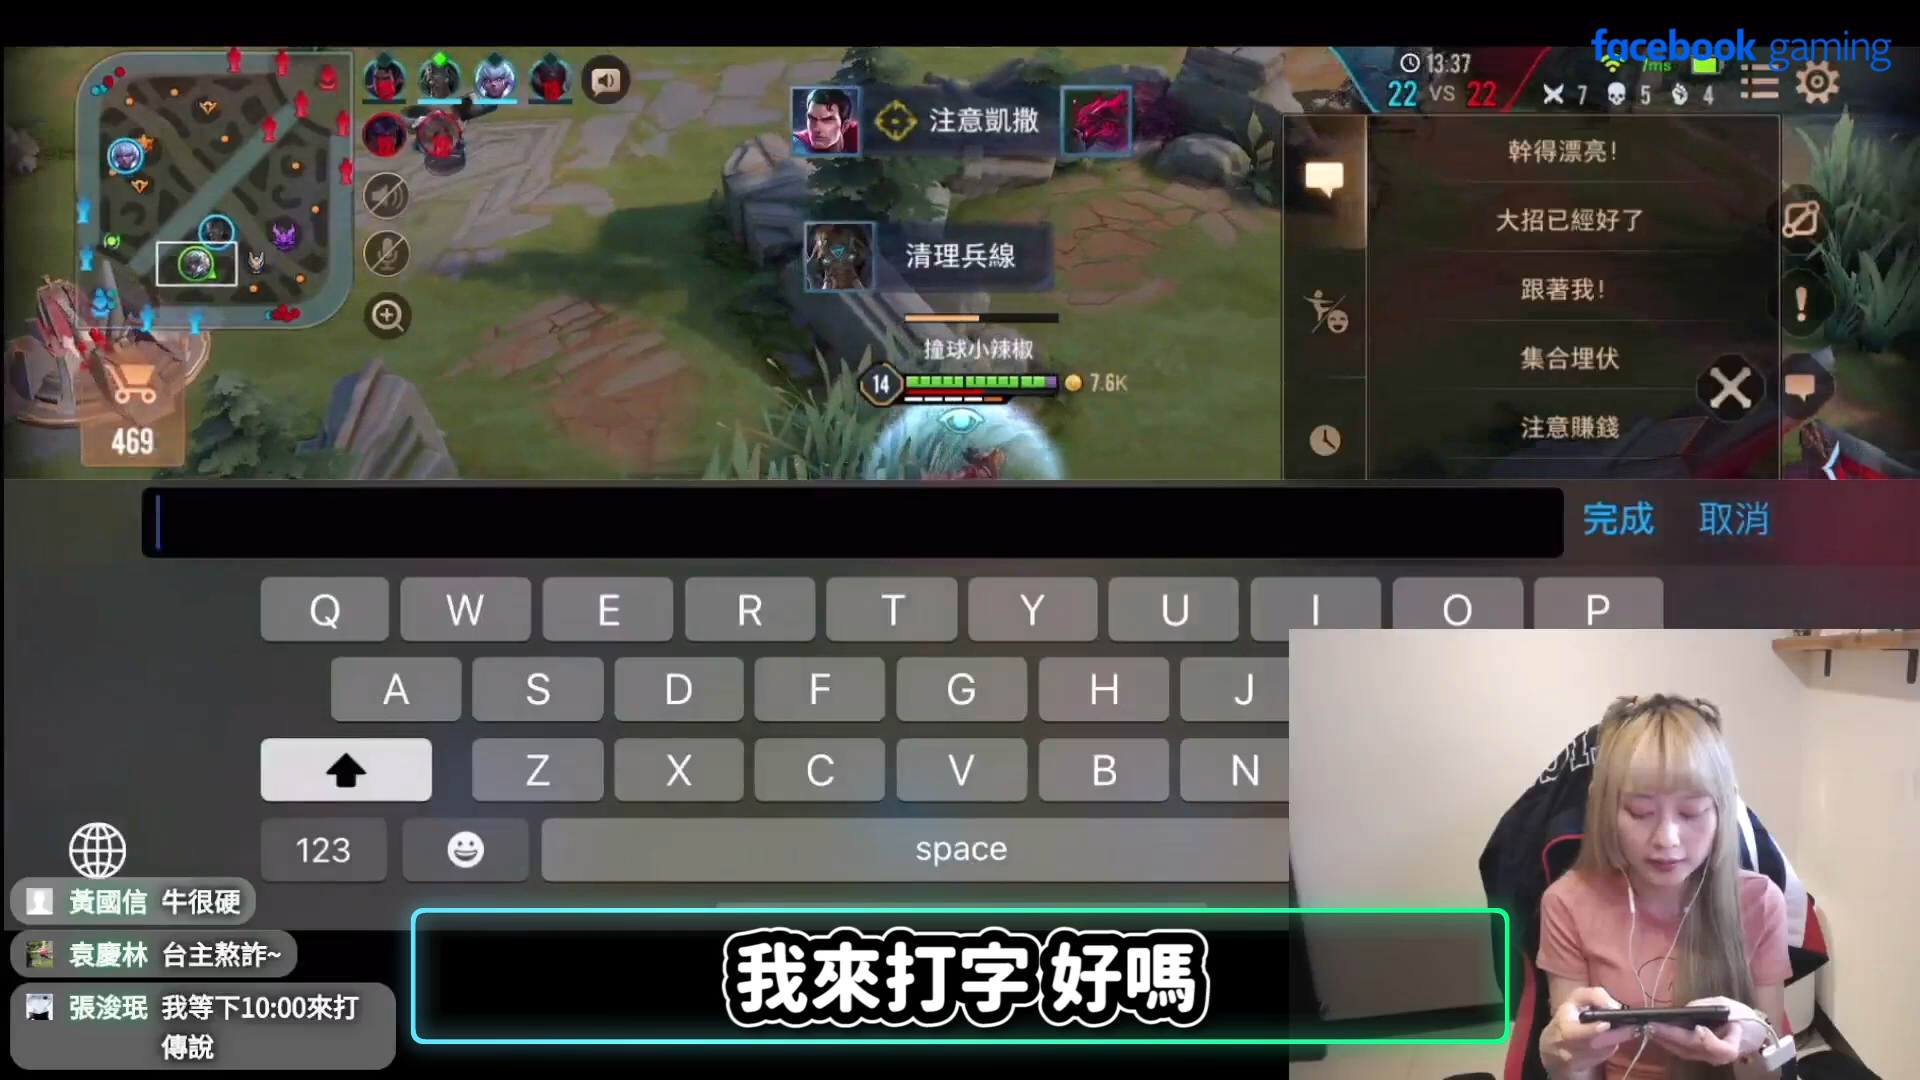 facebook gaming
13:37
7ms
22 VS 22
7 5 4
注意凱撒
清理兵線
撞球小辣椒
14
7.6K
469
幹得漂亮!
大招已經好了
跟著我!
集合埋伏
注意賺錢
完成 取消
Q W E R T Y U I O P
A S D F G H J
Z X C V B N
123 space
黃國信 牛很硬
袁慶林 台主熬詐~
張浚珉 我等下10:00來打
傳說
我來打字好嗎